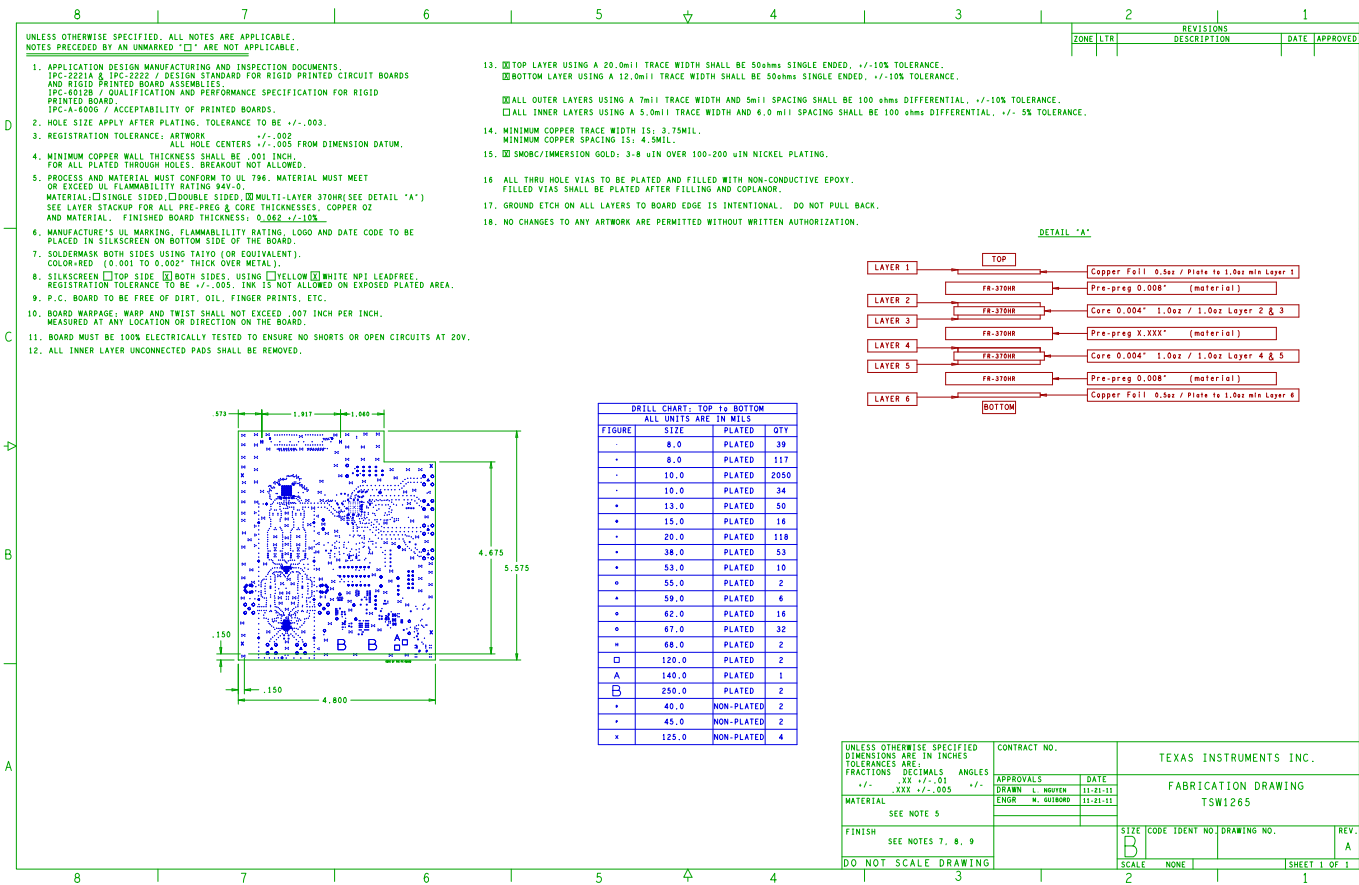 8 7 6 5 4 3 2 1
UNLESS OTHERWISE SPECIFIED, ALL NOTES ARE APPLICABLE.
NOTES PRECEDED BY AN UNMARKED "□" ARE NOT APPLICABLE.
1. APPLICATION DESIGN MANUFACTURING AND INSPECTION DOCUMENTS.
IPC-2221A & IPC-2222 / DESIGN STANDARD FOR RIGID PRINTED CIRCUIT BOARDS
AND RIGID PRINTED BOARD ASSEMBLIES.
IPC-6012B / QUALIFICATION AND PERFORMANCE SPECIFICATION FOR RIGID
PRINTED BOARD.
IPC-A-600G / ACCEPTABILITY OF PRINTED BOARDS.
2. HOLE SIZE APPLY AFTER PLATING. TOLERANCE TO BE +/-.003.
3. REGISTRATION TOLERANCE: ARTWORK +/-.002
ALL HOLE CENTERS +/-.005 FROM DIMENSION DATUM.
4. MINIMUM COPPER WALL THICKNESS SHALL BE .001 INCH.
FOR ALL PLATED THROUGH HOLES. BREAKOUT NOT ALLOWED.
5. PROCESS AND MATERIAL MUST CONFORM TO UL 796. MATERIAL MUST MEET
OR EXCEED UL FLAMMABILITY RATING 94V-0.
MATERIAL: □ SINGLE SIDED, □ DOUBLE SIDED, ☒ MULTI-LAYER 370HR(SEE DETAIL "A")
SEE LAYER STACKUP FOR ALL PRE-PREG & CORE THICKNESSES, COPPER OZ
AND MATERIAL. FINISHED BOARD THICKNESS: 0.062 +/-10%
6. MANUFACTURE'S UL MARKING, FLAMMABLILITY RATING, LOGO AND DATE CODE TO BE
PLACED IN SILKSCREEN ON BOTTOM SIDE OF THE BOARD.
7. SOLDERMASK BOTH SIDES USING TAIYO (OR EQUIVALENT).
COLOR=RED (0.001 TO 0.002" THICK OVER METAL).
8. SILKSCREEN □ TOP SIDE ☒ BOTH SIDES, USING □ YELLOW ☒ WHITE NPI LEADFREE.
REGISTRATION TOLERANCE TO BE +/-.005. INK IS NOT ALLOWED ON EXPOSED PLATED AREA.
9. P.C. BOARD TO BE FREE OF DIRT, OIL, FINGER PRINTS, ETC.
10. BOARD WARPAGE: WARP AND TWIST SHALL NOT EXCEED .007 INCH PER INCH.
MEASURED AT ANY LOCATION OR DIRECTION ON THE BOARD.
11. BOARD MUST BE 100% ELECTRICALLY TESTED TO ENSURE NO SHORTS OR OPEN CIRCUITS AT 20V.
12. ALL INNER LAYER UNCONNECTED PADS SHALL BE REMOVED.
13. ☒ TOP LAYER USING A 20.0mil TRACE WIDTH SHALL BE 50ohms SINGLE ENDED, +/-10% TOLERANCE.
☒ BOTTOM LAYER USING A 12.0mil TRACE WIDTH SHALL BE 50ohms SINGLE ENDED, +/-10% TOLERANCE.
☒ ALL OUTER LAYERS USING A 7mil TRACE WIDTH AND 5mil SPACING SHALL BE 100 ohms DIFFERENTIAL, +/-10% TOLERANCE.
□ ALL INNER LAYERS USING A 5.0mil TRACE WIDTH AND 6.0 mil SPACING SHALL BE 100 ohms DIFFERENTIAL, +/- 5% TOLERANCE.
14. MINIMUM COPPER TRACE WIDTH IS: 3.75MIL.
MINIMUM COPPER SPACING IS: 4.5MIL.
15. ☒ SMOBC/IMMERSION GOLD: 3-8 uIN OVER 100-200 uIN NICKEL PLATING.
16 ALL THRU HOLE VIAS TO BE PLATED AND FILLED WITH NON-CONDUCTIVE EPOXY.
FILLED VIAS SHALL BE PLATED AFTER FILLING AND COPLANOR.
17. GROUND ETCH ON ALL LAYERS TO BOARD EDGE IS INTENTIONAL. DO NOT PULL BACK.
18. NO CHANGES TO ANY ARTWORK ARE PERMITTED WITHOUT WRITTEN AUTHORIZATION.
REVISIONS
ZONE LTR DESCRIPTION DATE APPROVED
DETAIL "A"
TOP
LAYER 1 Copper Foil 0.5oz / Plate to 1.0oz min Layer 1
FR-370HR Pre-preg 0.008" (material)
LAYER 2
FR-370HR Core 0.004" 1.0oz / 1.0oz Layer 2 & 3
LAYER 3
FR-370HR Pre-preg X.XXX" (material)
LAYER 4
FR-370HR Core 0.004" 1.0oz / 1.0oz Layer 4 & 5
LAYER 5
FR-370HR Pre-preg 0.008" (material)
LAYER 6 Copper Foil 0.5oz / Plate to 1.0oz min Layer 6
BOTTOM
D
C
B
A
.573 1.917 1.060
4.675
5.575
.150
.150
4.800
B B A
DRILL CHART: TOP to BOTTOM
ALL UNITS ARE IN MILS
FIGURE SIZE PLATED QTY
8.0 PLATED 39
8.0 PLATED 117
10.0 PLATED 2050
10.0 PLATED 34
13.0 PLATED 50
15.0 PLATED 16
20.0 PLATED 118
38.0 PLATED 53
53.0 PLATED 10
55.0 PLATED 2
59.0 PLATED 6
62.0 PLATED 16
67.0 PLATED 32
68.0 PLATED 2
120.0 PLATED 2
A 140.0 PLATED 1
B 250.0 PLATED 2
40.0 NON-PLATED 2
45.0 NON-PLATED 2
x 125.0 NON-PLATED 4
UNLESS OTHERWISE SPECIFIED
DIMENSIONS ARE IN INCHES
TOLERANCES ARE:
FRACTIONS DECIMALS ANGLES
+/- .XX +/-.01 +/-
.XXX +/-.005
MATERIAL
SEE NOTE 5
FINISH
SEE NOTES 7, 8, 9
DO NOT SCALE DRAWING
CONTRACT NO.
APPROVALS DATE
DRAWN L. NGUYEN 11-21-11
ENGR M. GUIBORD 11-21-11
TEXAS INSTRUMENTS INC.
FABRICATION DRAWING
TSW1265
SIZE CODE IDENT NO. DRAWING NO. REV.
B A
SCALE NONE SHEET 1 OF 1
8 7 6 5 4 3 2 1